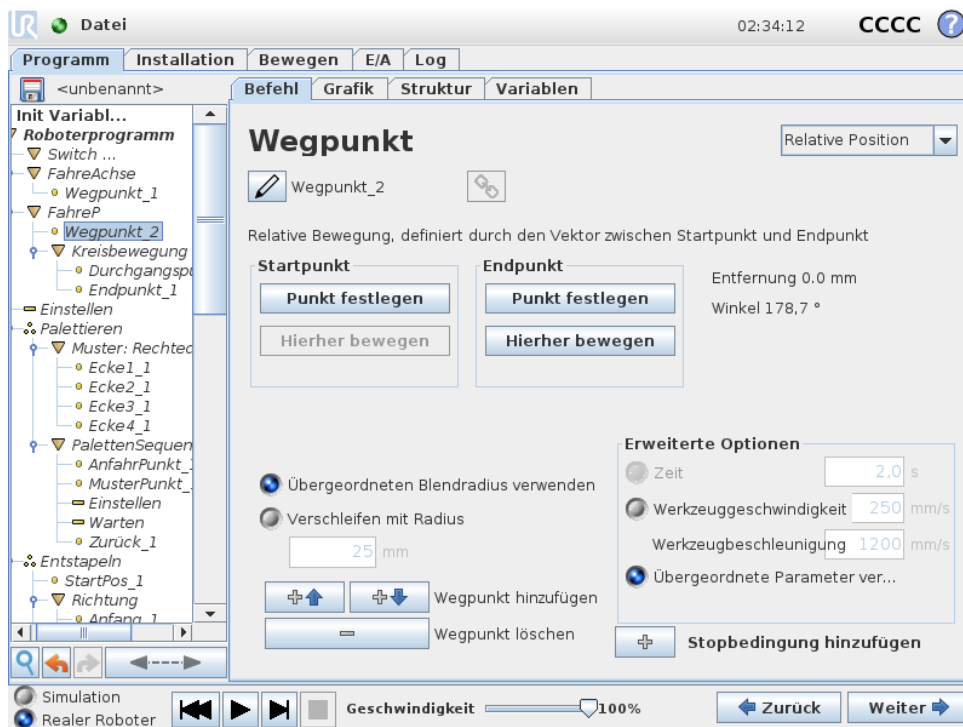 UR Datei 02:34:12 CCCC ?
Programm Installation Bewegen E/A Log
<unbenannt>
Befehl Grafik Struktur Variablen
Init Variabl...
Roboterprogramm
Switch ...
FahreAchse
Wegpunkt_1
FahreP
Wegpunkt_2
Kreisbewegung
Durchgangspu
Endpunkt_1
Einstellen
Palettieren
Muster: Rechtec
Ecke1_1
Ecke2_1
Ecke3_1
Ecke4_1
PalettenSequen
AnfahrPunkt_1
MusterPunkt_
Einstellen
Warten
Zurück_1
Entstapeln
StartPos_1
Richtung
Anfang_1
Wegpunkt
Relative Position
Wegpunkt_2
Relative Bewegung, definiert durch den Vektor zwischen Startpunkt und Endpunkt
Startpunkt
Punkt festlegen
Hierher bewegen
Endpunkt
Punkt festlegen
Hierher bewegen
Entfernung 0.0 mm
Winkel 178,7 °
Übergeordneten Blendradius verwenden
Verschleifen mit Radius
25 mm
Wegpunkt hinzufügen
Wegpunkt löschen
Erweiterte Optionen
Zeit 2,0 s
Werkzeuggeschwindigkeit 250 mm/s
Werkzeugbeschleunigung 1200 mm/s
Übergeordnete Parameter ver...
Stopbedingung hinzufügen
Simulation
Realer Roboter
Geschwindigkeit 100%
Zurück
Weiter